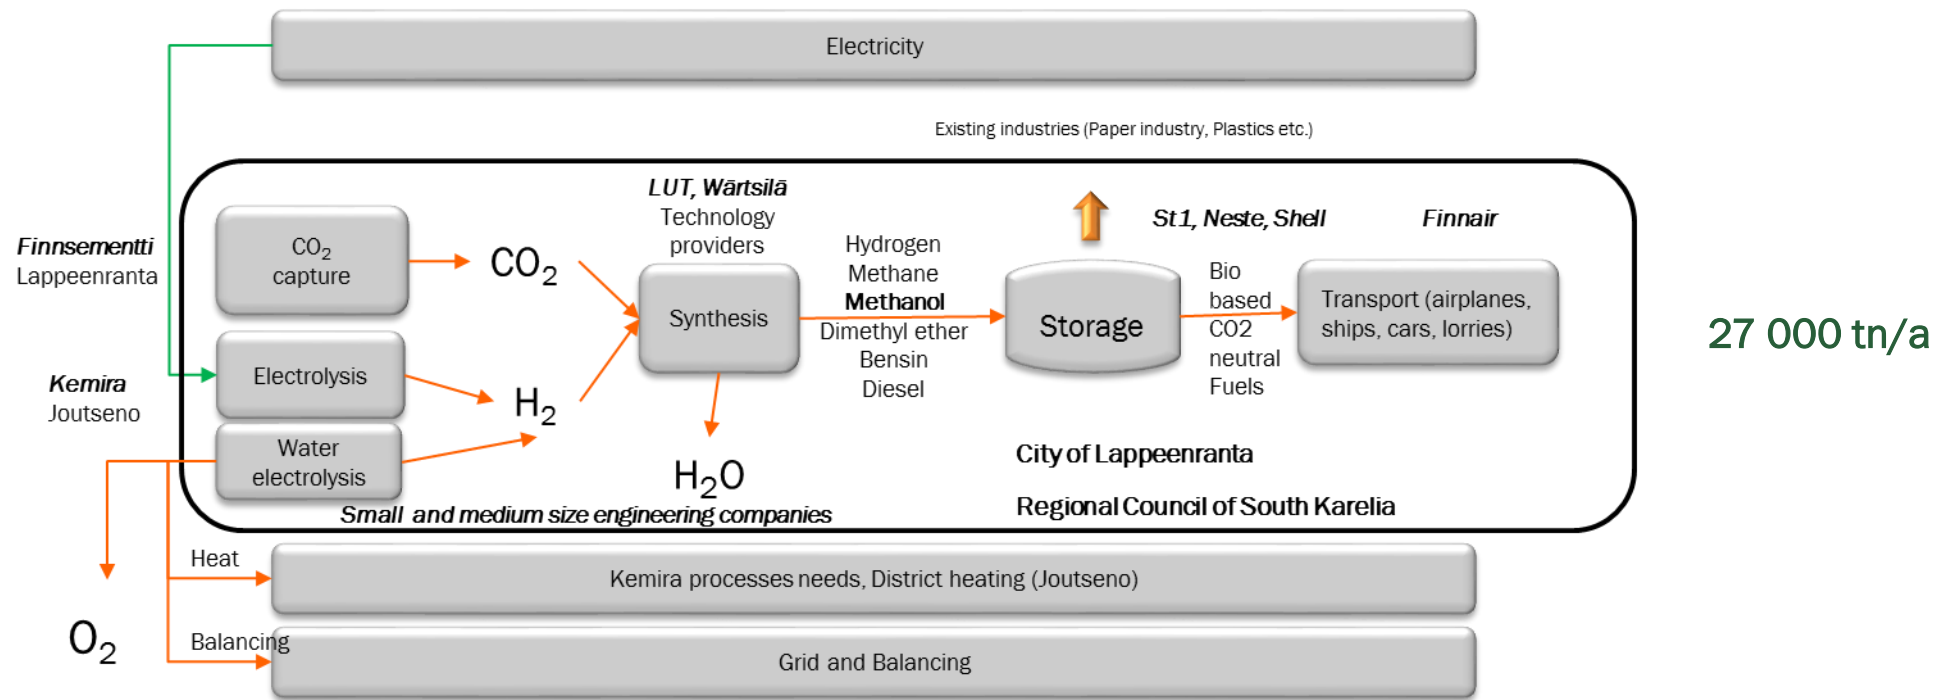 Electricity
Existing industries (Paper industry, Plastics etc.)
LUT, Wärtsilä
Technology
providers
St1, Neste, Shell
Finnair
Finnsementti
Lappeenranta
CO₂
capture
CO₂
Synthesis
Hydrogen
Methane
Methanol
Dimethyl ether
Bensin
Diesel
Storage
Bio
based
CO2
neutral
Fuels
Transport (airplanes,
ships, cars, lorries)
27 000 tn/a
Kemira
Joutseno
Electrolysis
H₂
Water
electrolysis
H₂O
City of Lappeenranta
Regional Council of South Karelia
Small and medium size engineering companies
Heat
Kemira processes needs, District heating (Joutseno)
O₂
Balancing
Grid and Balancing